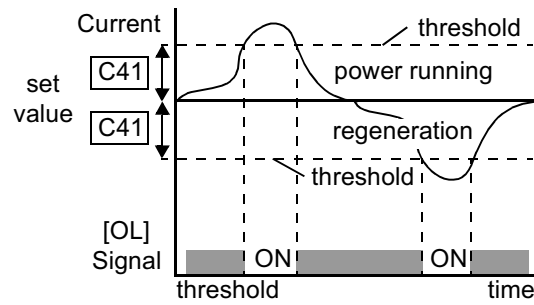 Current
threshold
C41
power running
set
value
C41
regeneration
threshold
[OL]
Signal
ON
ON
threshold
time